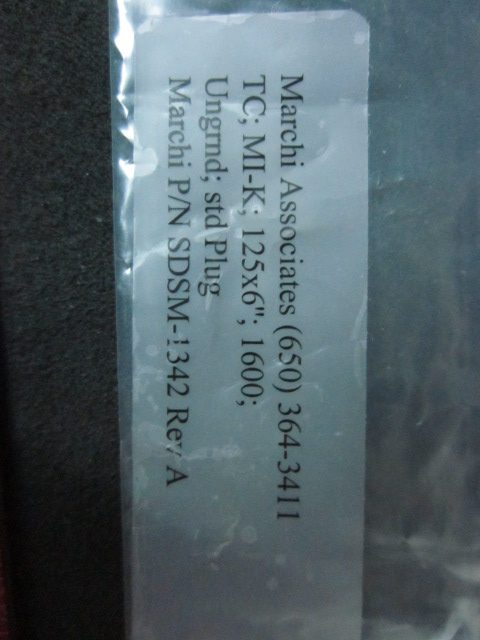 Marchi Associates (650) 364-3411
TC; MI-K; 125x6"; 1600;
Ungrnd; std Plug
Marchi P/N SDSM-1342 Rev A